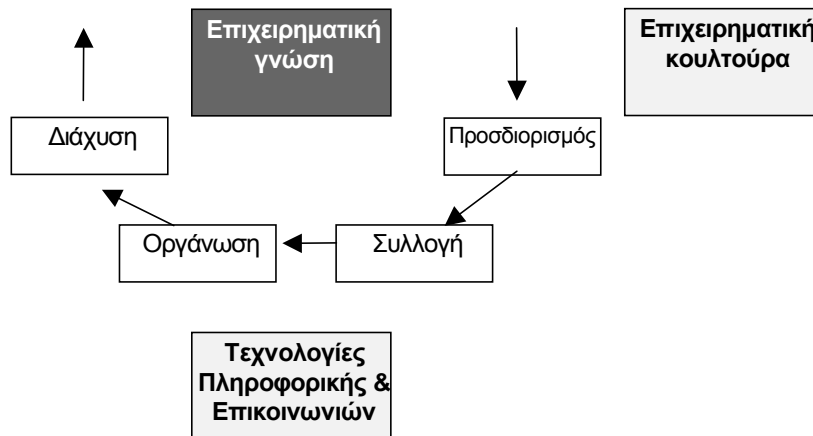 Επιχειρηματική
γνώση
Επιχειρηματική
κουλτούρα
Διάχυση
Προσδιορισμός
Οργάνωση
Συλλογή
Τεχνολογίες
Πληροφορικής &
Επικοινωνιών